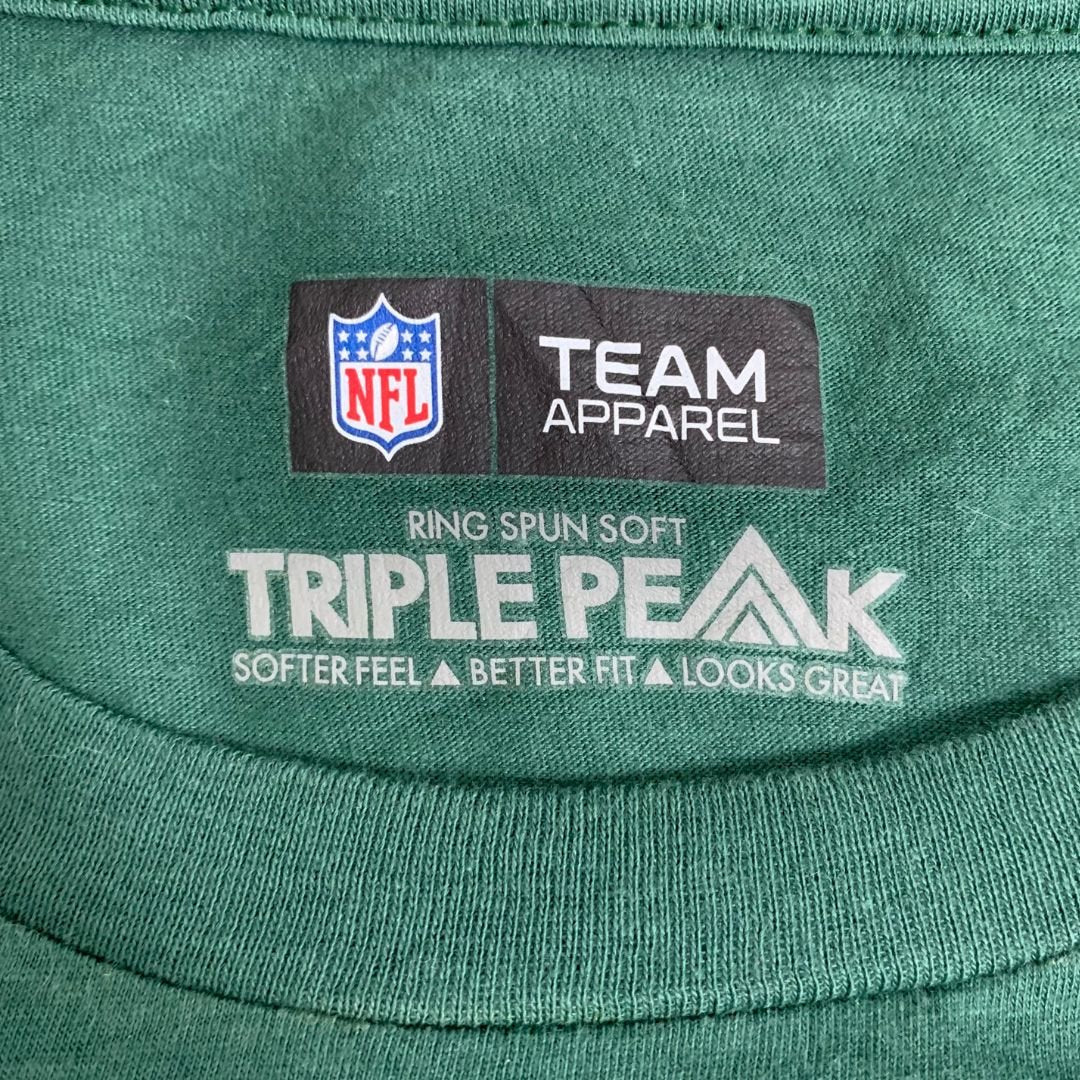 NFL
TEAM
APPAREL
RING SPUN SOFT
TRIPLE PEAK
SOFTER FEEL ▲ BETTER FIT ▲ LOOKS GREAT